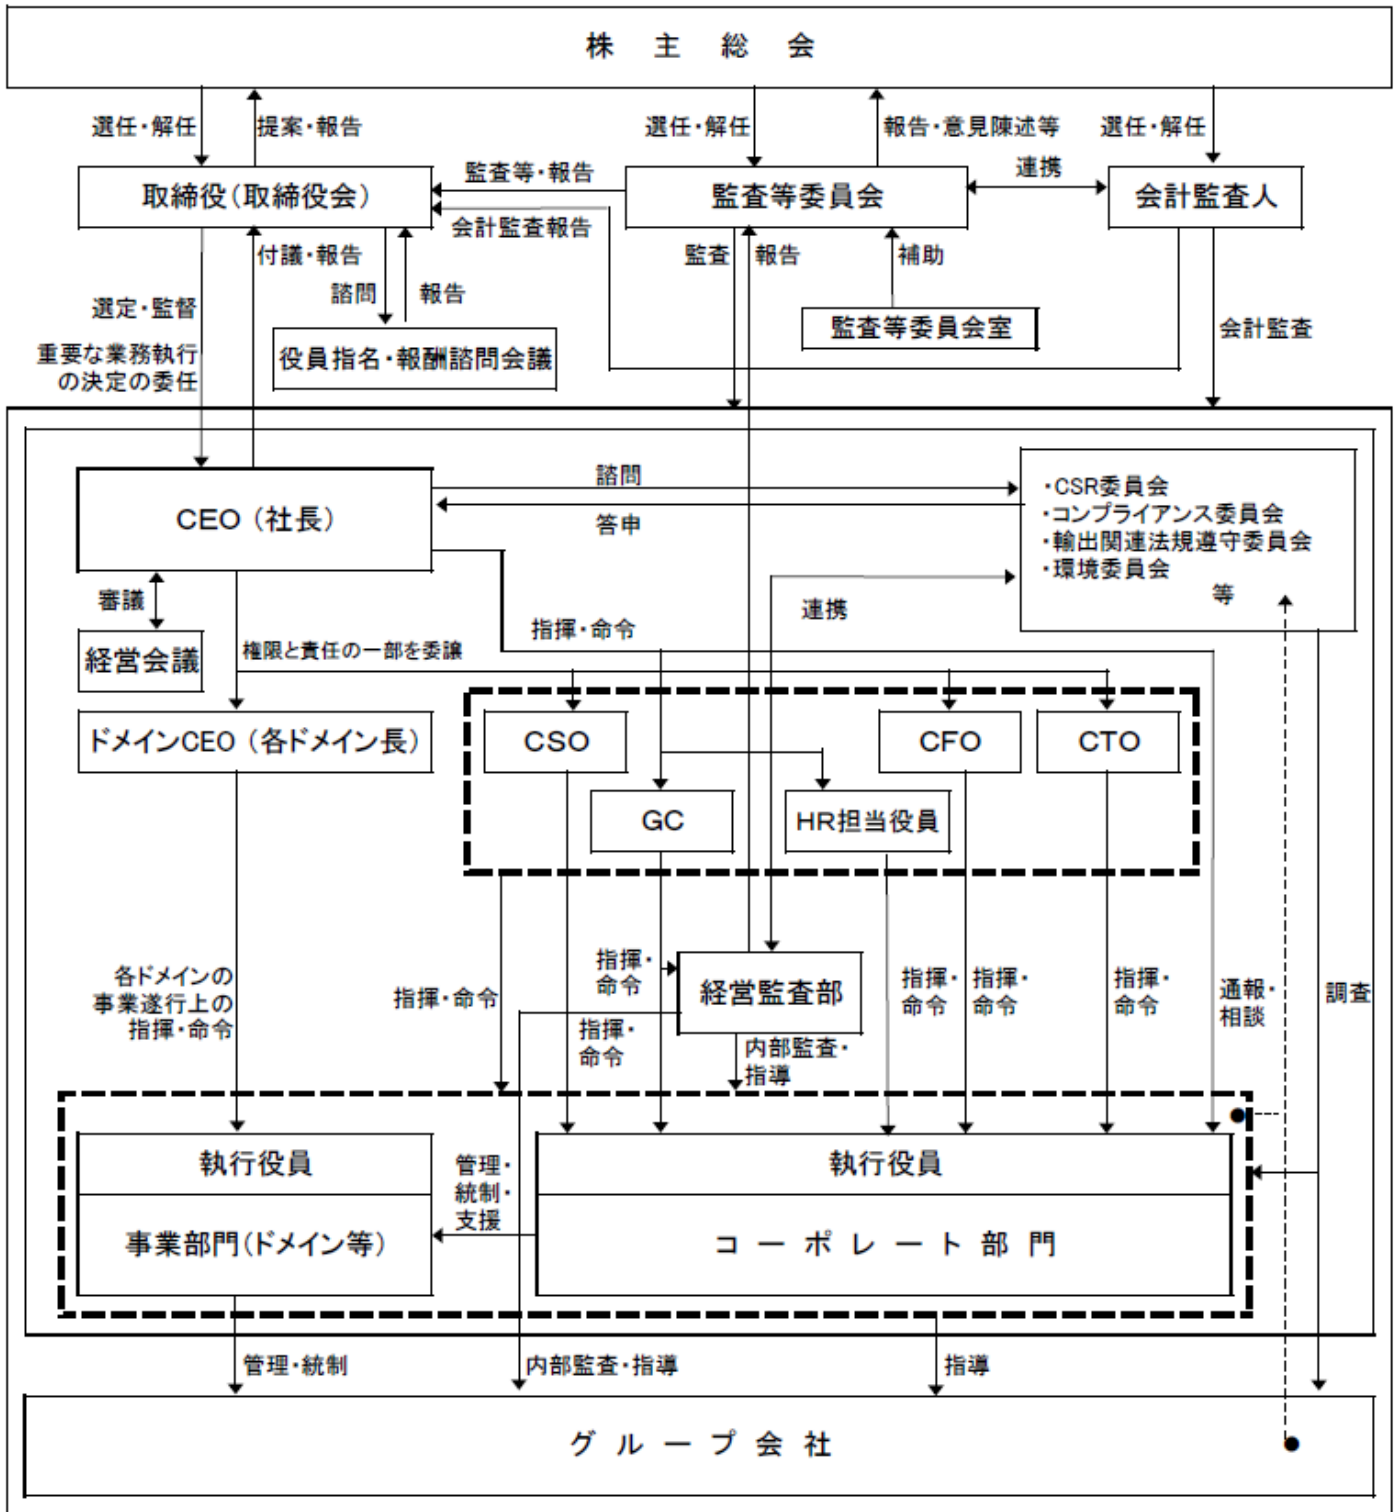 株主総会
選任・解任
提案・報告
選任・解任
報告・意見陳述等
選任・解任
取締役(取締役会)
監査等・報告
監査等委員会
連携
会計監査人
会計監査報告
付議・報告
選定・監督
重要な業務執行
の決定の委任
諮問
報告
役員指名・報酬諮問会議
監査
報告
補助
監査等委員会室
会計監査
CEO(社長)
諮問
答申
・CSR委員会
・コンプライアンス委員会
・輸出関連法規遵守委員会
・環境委員会
等
審議
経営会議
連携
指揮・命令
権限と責任の一部を委譲
ドメインCEO(各ドメイン長)
CSO
CFO
CTO
GC
HR担当役員
各ドメインの
事業遂行上の
指揮・命令
指揮・命令
指揮・
命令
指揮・
命令
経営監査部
内部監査・
指導
指揮・
命令
指揮・
命令
指揮・
命令
通報・
相談
調査
執行役員
事業部門(ドメイン等)
管理・
統制・
支援
執行役員
コーポレート部門
管理・統制
内部監査・指導
指導
グループ会社